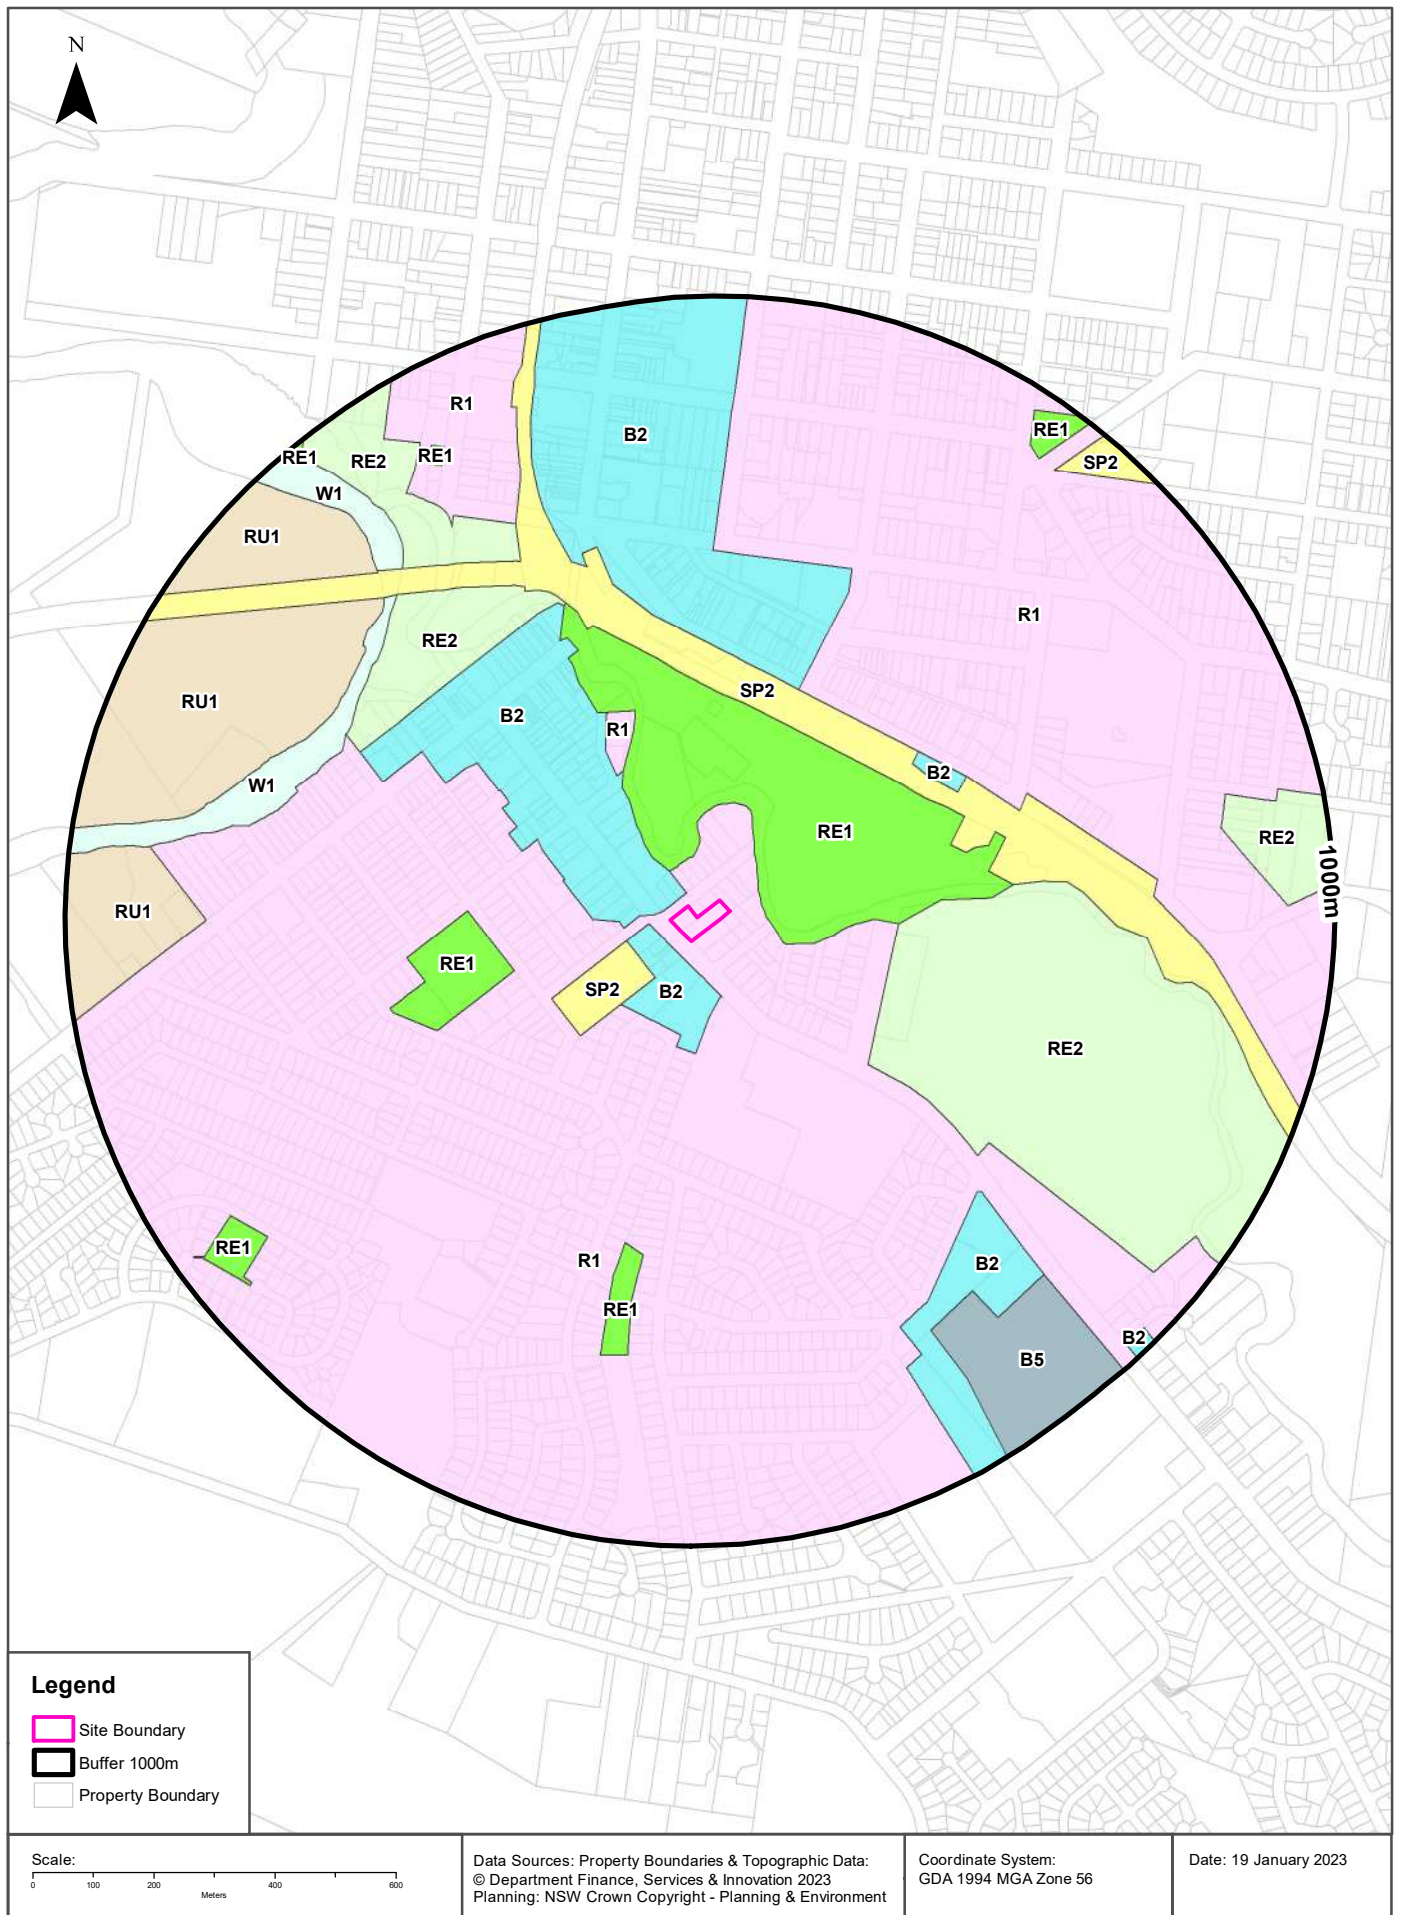 N
R1
B2
RE1
RE1
RE1
RE2
SP2
W1
RU1
R1
RE2
RU1
SP2
B2
R1
B2
W1
RE1
RE2
1000m
RU1
RE1
SP2
B2
RE2
RE1
R1
B2
RE1
B2
B5
Legend
Site Boundary
Buffer 1000m
Property Boundary
Scale:
0 100 200 400 600
Meters
Data Sources: Property Boundaries & Topographic Data:
© Department Finance, Services & Innovation 2023
Planning: NSW Crown Copyright - Planning & Environment
Coordinate System:
GDA 1994 MGA Zone 56
Date: 19 January 2023